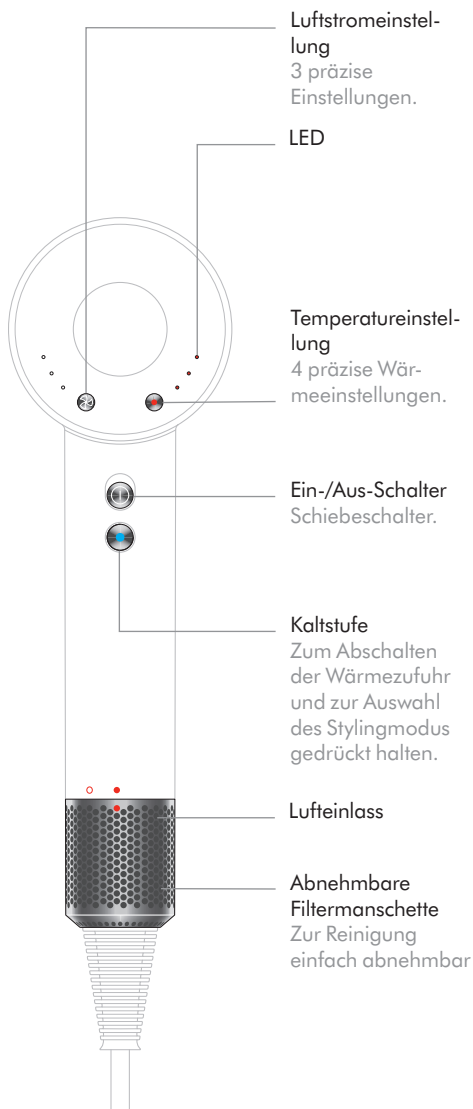 Luftstromeinstel-
lung
3 präzise
Einstellungen.
LED
Temperatureinstel-
lung
4 präzise Wär-
meeinstellungen.
Ein-/Aus-Schalter
Schiebeschalter.
Kaltstufe
Zum Abschalten
der Wärmezufuhr
und zur Auswahl
des Stylingmodus
gedrückt halten.
Lufteinlass
Abnehmbare
Filtermanschette
Zur Reinigung
einfach abnehmbar